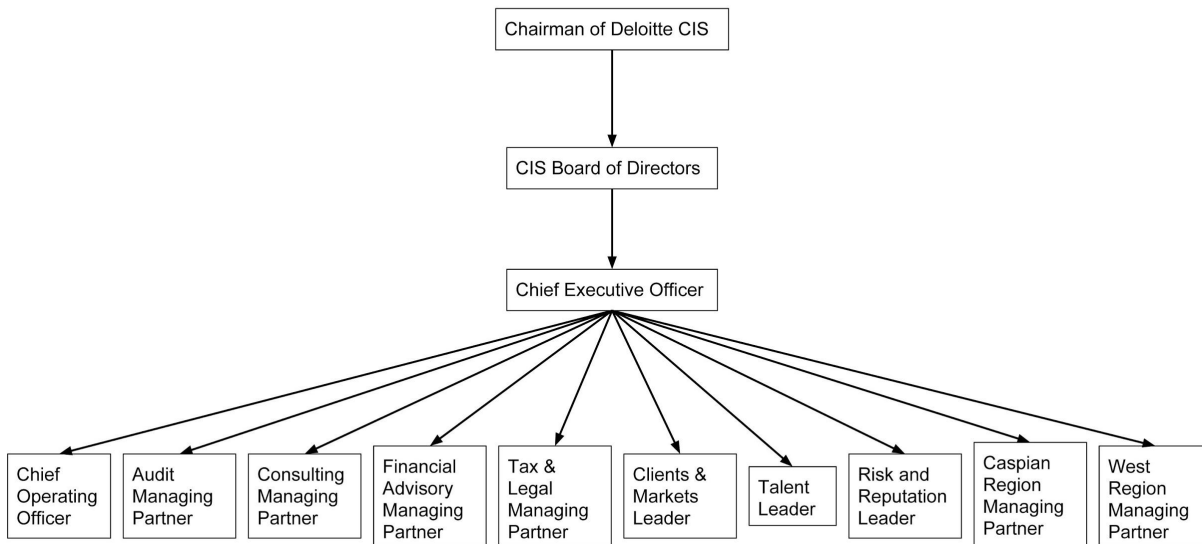 Chairman of Deloitte CIS
CIS Board of Directors
Chief Executive Officer
Chief
Operating
Officer
Audit
Managing
Partner
Consulting
Managing
Partner
Financial
Advisory
Managing
Partner
Tax &
Legal
Managing
Partner
Clients &
Markets
Leader
Talent
Leader
Risk and
Reputation
Leader
Caspian
Region
Managing
Partner
West
Region
Managing
Partner